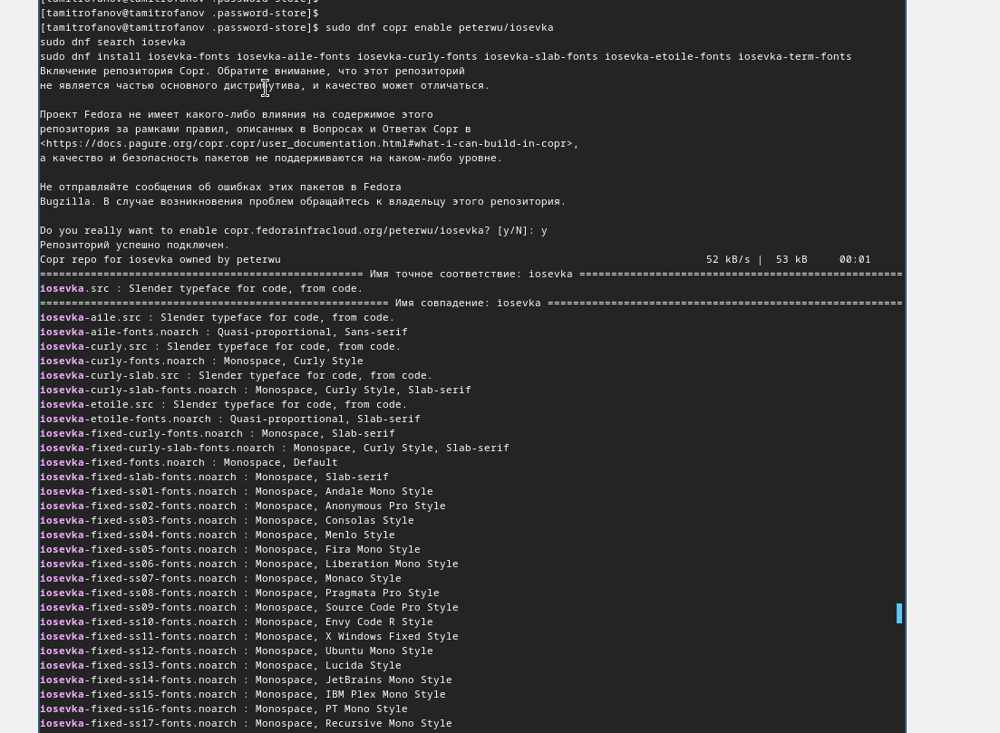 [tamitrofanov@tamitrofanov .password-store]$
[tamitrofanov@tamitrofanov .password-store]$
[tamitrofanov@tamitrofanov .password-store]$ sudo dnf copr enable peterwu/iosevka
sudo dnf search iosevka
sudo dnf install iosevka-fonts iosevka-aile-fonts iosevka-curly-fonts iosevka-slab-fonts iosevka-etoile-fonts iosevka-term-fonts
Включение репозитория Copr. Обратите внимание, что этот репозиторий
не является частью основного дистрибутива, и качество может отличаться.
Проект Fedora не имеет какого-либо влияния на содержимое этого
репозитория за рамками правил, описанных в Вопросах и Ответах Copr в
<https://docs.pagure.org/copr.copr/user_documentation.html#what-i-can-build-in-copr>,
а качество и безопасность пакетов не поддерживаются на каком-либо уровне.
Не отправляйте сообщения об ошибках этих пакетов в Fedora
Bugzilla. В случае возникновения проблем обращайтесь к владельцу этого репозитория.
Do you really want to enable copr.fedorainfracloud.org/peterwu/iosevka? [y/N]: y
Репозиторий успешно подключен.
Copr repo for iosevka owned by peterwu 52 kB/s | 53 kB 00:01
=================================================== Имя точное соответствие: iosevka ===================================================
iosevka.src : Slender typeface for code, from code.
======================================================= Имя совпадение: iosevka ========================================================
iosevka-aile.src : Slender typeface for code, from code.
iosevka-aile-fonts.noarch : Quasi-proportional, Sans-serif
iosevka-curly.src : Slender typeface for code, from code.
iosevka-curly-fonts.noarch : Monospace, Curly Style
iosevka-curly-slab.src : Slender typeface for code, from code.
iosevka-curly-slab-fonts.noarch : Monospace, Curly Style, Slab-serif
iosevka-etoile.src : Slender typeface for code, from code.
iosevka-etoile-fonts.noarch : Quasi-proportional, Slab-serif
iosevka-fixed-curly-fonts.noarch : Monospace, Slab-serif
iosevka-fixed-curly-slab-fonts.noarch : Monospace, Curly Style, Slab-serif
iosevka-fixed-fonts.noarch : Monospace, Default
iosevka-fixed-slab-fonts.noarch : Monospace, Slab-serif
iosevka-fixed-ss01-fonts.noarch : Monospace, Andale Mono Style
iosevka-fixed-ss02-fonts.noarch : Monospace, Anonymous Pro Style
iosevka-fixed-ss03-fonts.noarch : Monospace, Consolas Style
iosevka-fixed-ss04-fonts.noarch : Monospace, Menlo Style
iosevka-fixed-ss05-fonts.noarch : Monospace, Fira Mono Style
iosevka-fixed-ss06-fonts.noarch : Monospace, Liberation Mono Style
iosevka-fixed-ss07-fonts.noarch : Monospace, Monaco Style
iosevka-fixed-ss08-fonts.noarch : Monospace, Pragmata Pro Style
iosevka-fixed-ss09-fonts.noarch : Monospace, Source Code Pro Style
iosevka-fixed-ss10-fonts.noarch : Monospace, Envy Code R Style
iosevka-fixed-ss11-fonts.noarch : Monospace, X Windows Fixed Style
iosevka-fixed-ss12-fonts.noarch : Monospace, Ubuntu Mono Style
iosevka-fixed-ss13-fonts.noarch : Monospace, Lucida Style
iosevka-fixed-ss14-fonts.noarch : Monospace, JetBrains Mono Style
iosevka-fixed-ss15-fonts.noarch : Monospace, IBM Plex Mono Style
iosevka-fixed-ss16-fonts.noarch : Monospace, PT Mono Style
iosevka-fixed-ss17-fonts.noarch : Monospace, Recursive Mono Style